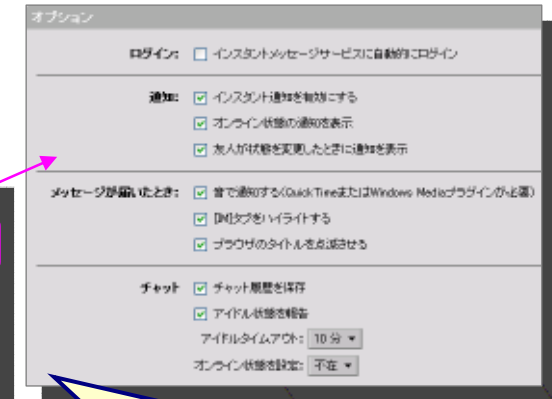 オプション
ログイン: インスタントメッセージサービスに自動的にログイン
通知: インスタント通知を有効にする
オンライン状態の通知を表示
友人が状態を変更したときに通知を表示
メッセージが届いたとき: 音で通知する(QuickTimeまたはWindows Mediaプラグインが必要)
[IM]タブをハイライトする
ブラウザのタイトルを点滅させる
チャット チャット履歴を保存
アイドル状態を報告
アイドルタイムアウト: 10 分
オンライン状態を設定: 不在